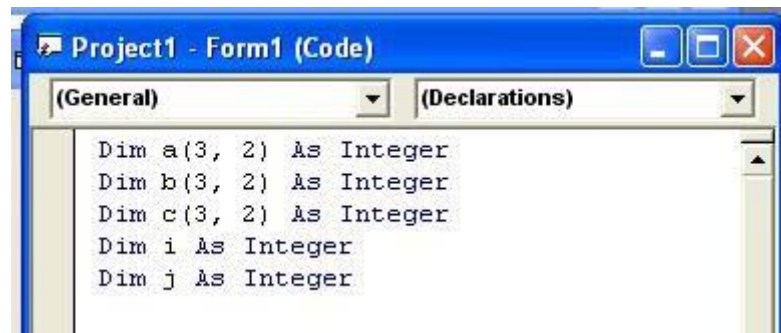 Project1 - Form1 (Code)
(General) (Declarations)
Dim a(3, 2) As Integer
Dim b(3, 2) As Integer
Dim c(3, 2) As Integer
Dim i As Integer
Dim j As Integer